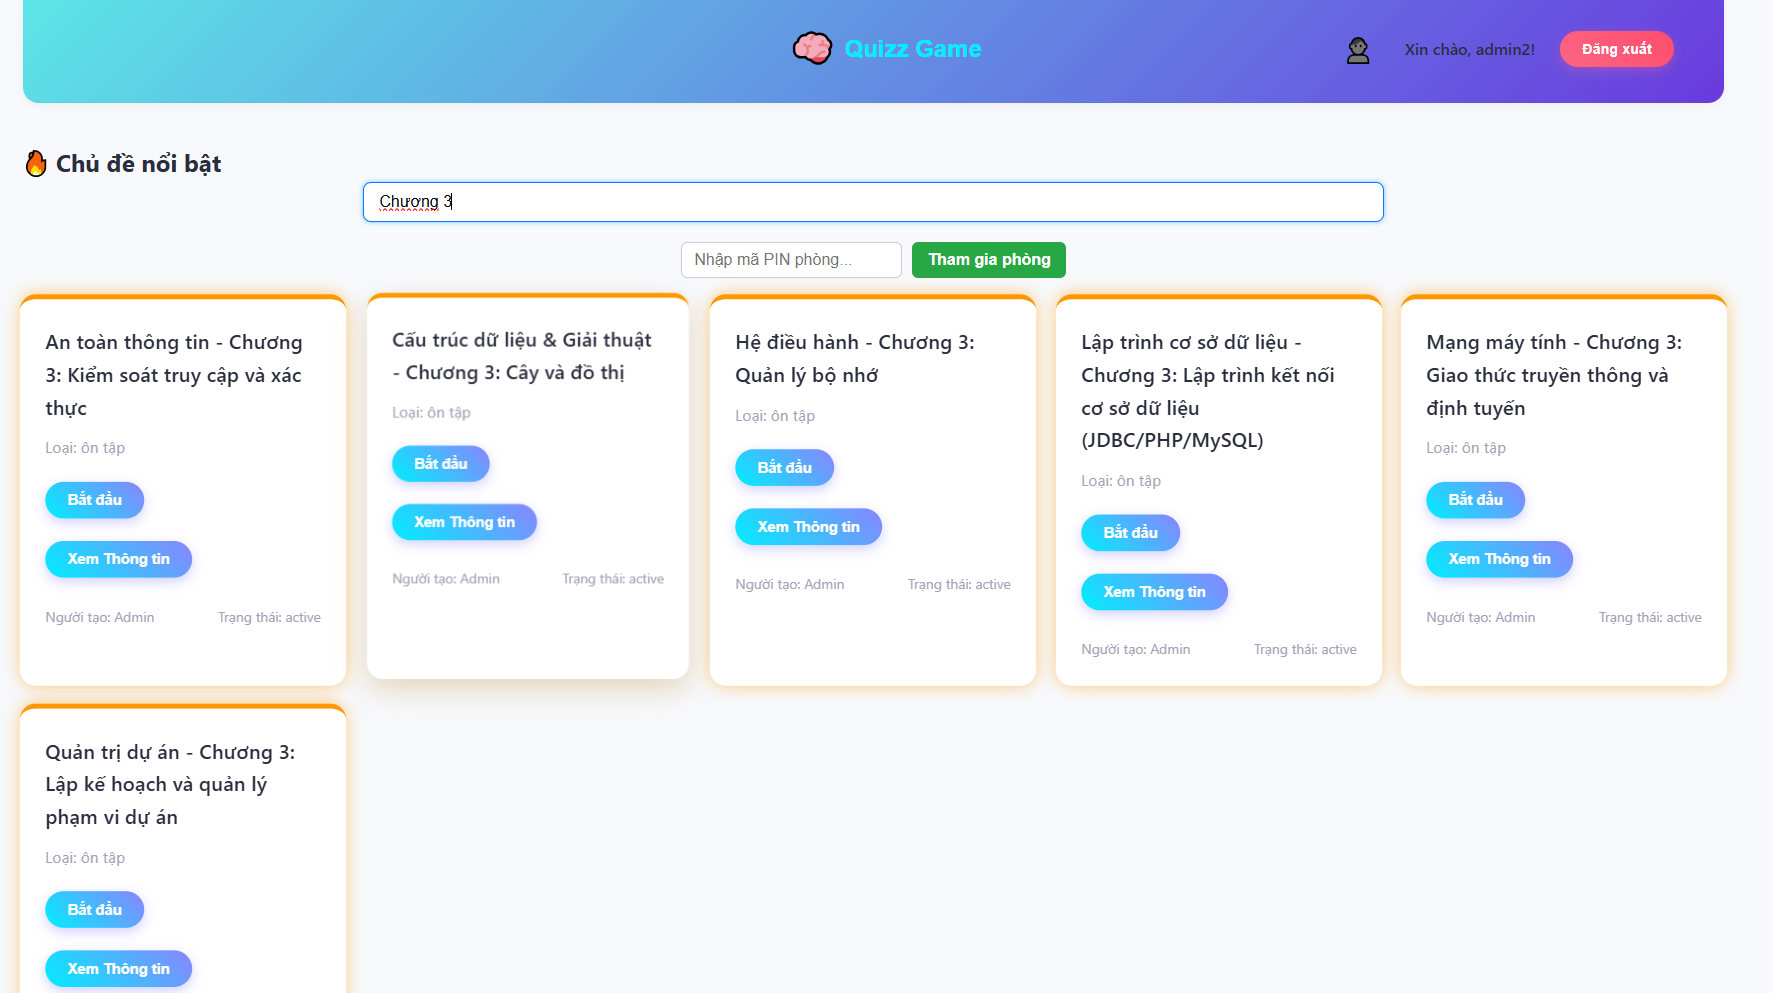 Quizz Game
Xin chào, admin2!
Đăng xuất
Chủ đề nổi bật
Chương 3
Nhập mã PIN phòng...
Tham gia phòng
An toàn thông tin - Chương
3: Kiểm soát truy cập và xác
thực
Loại: ôn tập
Bắt đầu
Xem Thông tin
Người tạo: Admin
Trạng thái: active
Cấu trúc dữ liệu & Giải thuật
- Chương 3: Cây và đồ thị
Loại: ôn tập
Bắt đầu
Xem Thông tin
Người tạo: Admin
Trạng thái: active
Hệ điều hành - Chương 3:
Quản lý bộ nhớ
Loại: ôn tập
Bắt đầu
Xem Thông tin
Người tạo: Admin
Trạng thái: active
Lập trình cơ sở dữ liệu -
Chương 3: Lập trình kết nối
cơ sở dữ liệu
(JDBC/PHP/MySQL)
Loại: ôn tập
Bắt đầu
Xem Thông tin
Người tạo: Admin
Trạng thái: active
Mạng máy tính - Chương 3:
Giao thức truyền thông và
định tuyến
Loại: ôn tập
Bắt đầu
Xem Thông tin
Người tạo: Admin
Trạng thái: active
Quản trị dự án - Chương 3:
Lập kế hoạch và quản lý
phạm vi dự án
Loại: ôn tập
Bắt đầu
Xem Thông tin